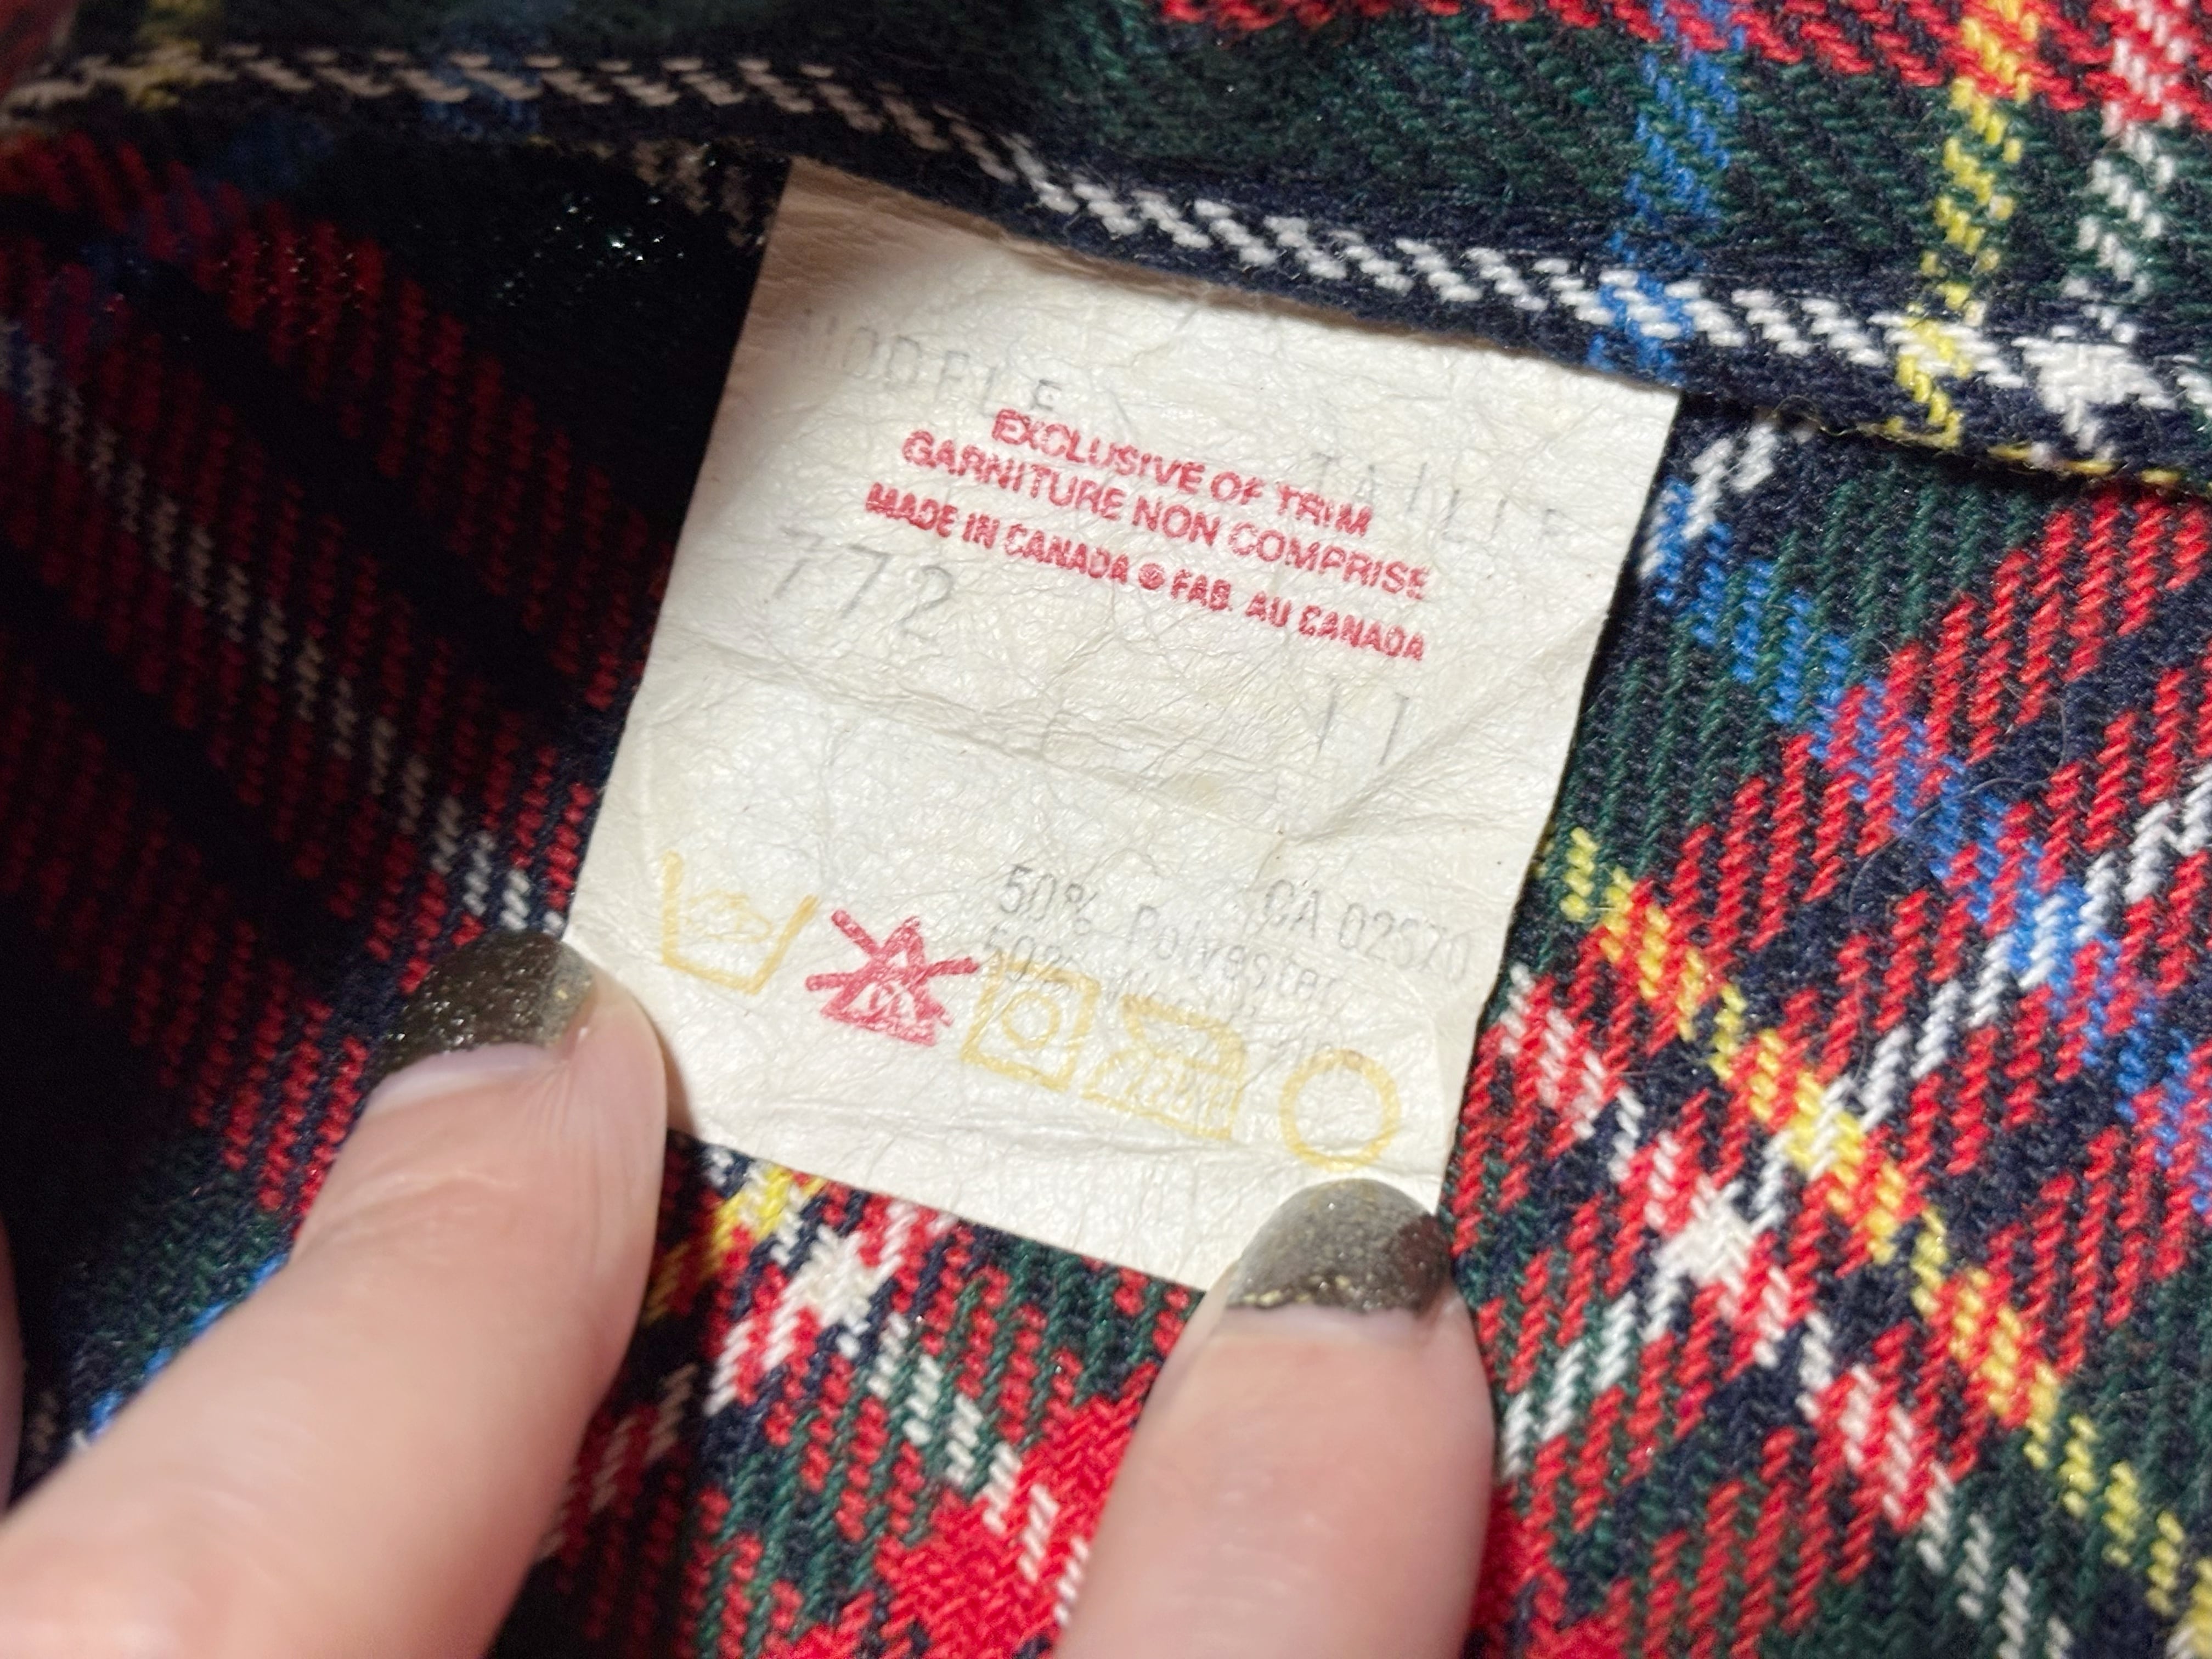 MODELE
TAILLE
EXCLUSIVE OF TRIM
GARNITURE NON COMPRISE
MADE IN CANADA FAB. AU CANADA
772
11
50% Polyester
CA 02570
50%